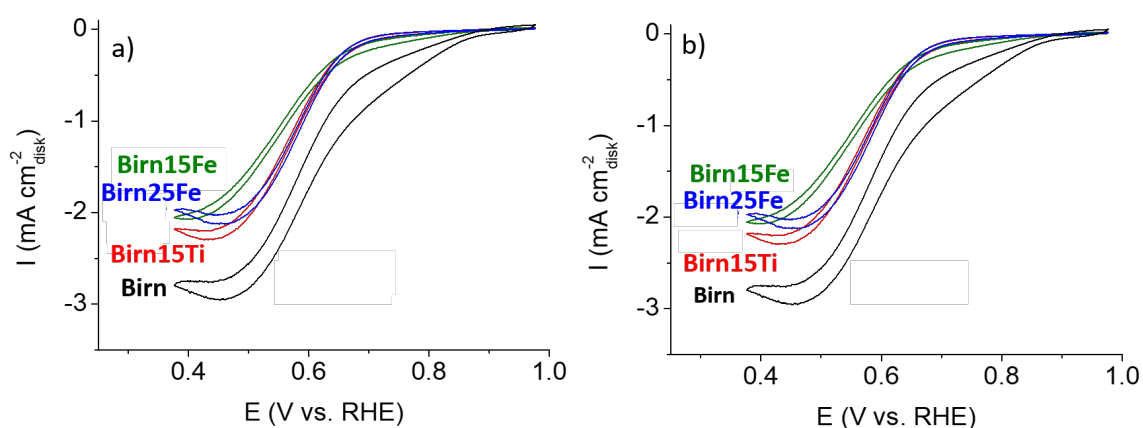 a)
0
-1
-2
-3
I (mA cm⁻²disk)
Birn15Fe
Birn25Fe
Birn15Ti
Birn
0.4
0.6
0.8
1.0
E (V vs. RHE)
b)
0
-1
-2
-3
I (mA cm⁻²disk)
Birn15Fe
Birn25Fe
Birn15Ti
Birn
0.4
0.6
0.8
1.0
E (V vs. RHE)